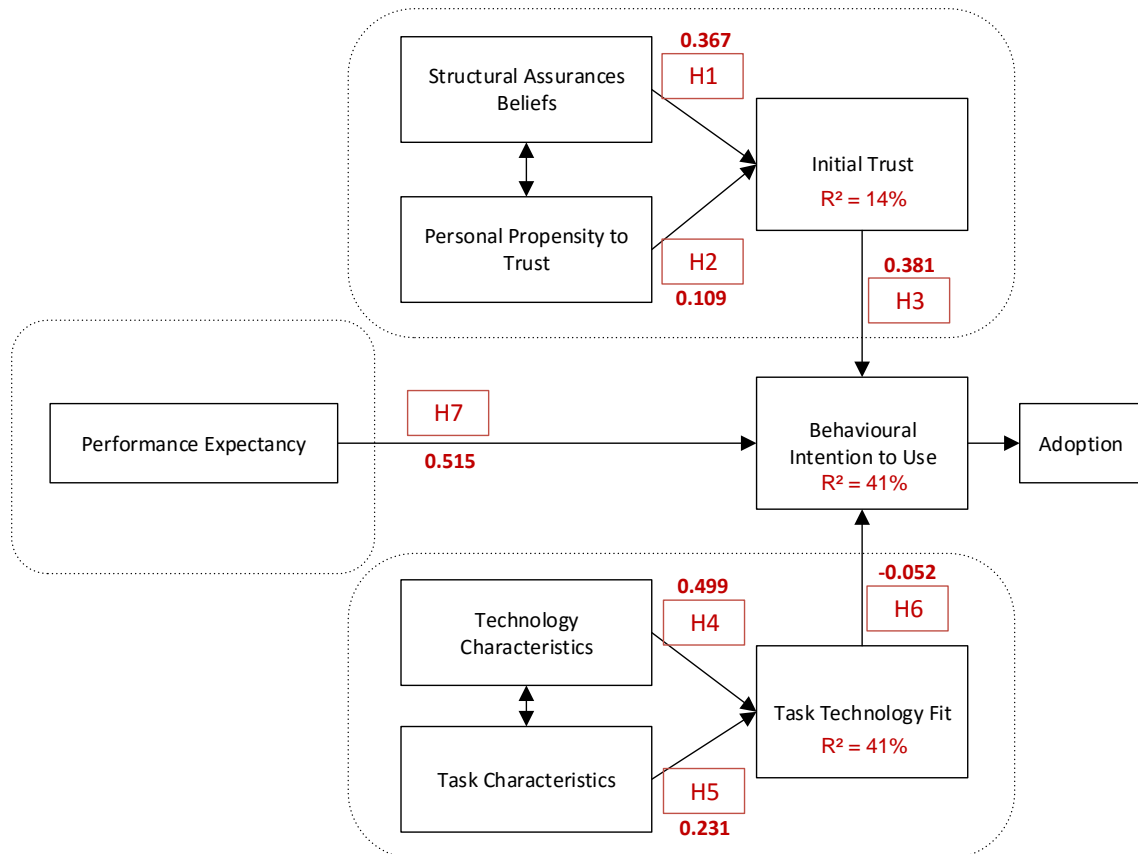 0.367
H1
Structural Assurances
Beliefs
Initial Trust
R² = 14%
Personal Propensity to
Trust
H2
0.109
0.381
H3
H7
Performance Expectancy
0.515
Behavioural
Intention to Use
R² = 41%
Adoption
0.499
H4
Technology
Characteristics
-0.052
H6
Task Technology Fit
R² = 41%
Task Characteristics
H5
0.231